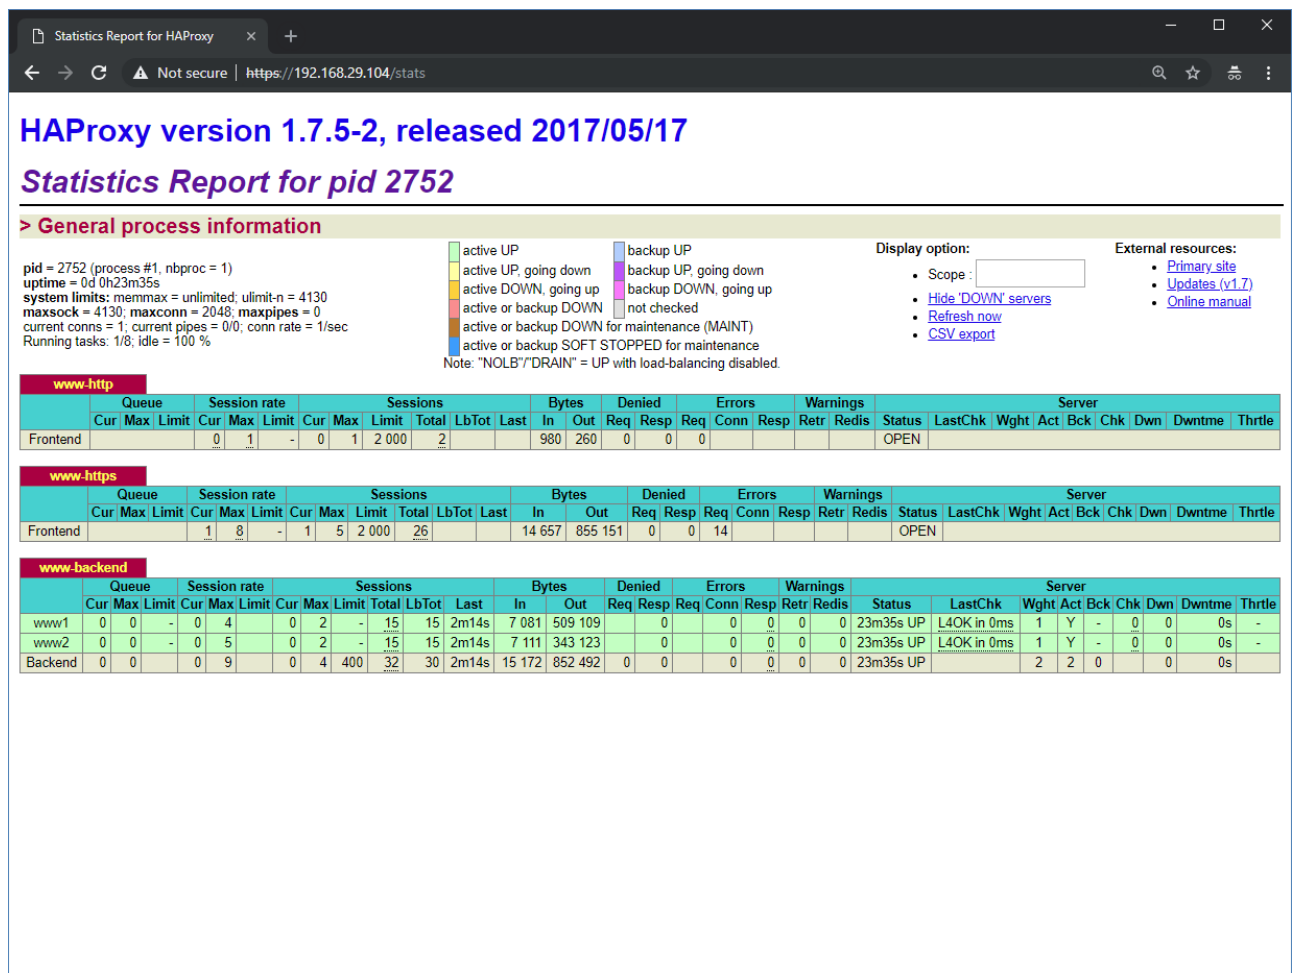 Statistics Report for HAProxy
Not secure | https://192.168.29.104/stats
HAProxy version 1.7.5-2, released 2017/05/17
Statistics Report for pid 2752
> General process information
pid = 2752 (process #1, nbproc = 1)
uptime = 0d 0h23m35s
system limits: memmax = unlimited; ulimit-n = 4130
maxsock = 4130; maxconn = 2048; maxpipes = 0
current conns = 1; current pipes = 0/0; conn rate = 1/sec
Running tasks: 1/8; idle = 100 %
active UP backup UP
active UP, going down backup UP, going down
active DOWN, going up backup DOWN, going up
active or backup DOWN not checked
active or backup DOWN for maintenance (MAINT)
active or backup SOFT STOPPED for maintenance
Note: "NOLB"/"DRAIN" = UP with load-balancing disabled.
Display option:
• Scope :
• Hide 'DOWN' servers
• Refresh now
• CSV export
External resources:
• Primary site
• Updates (v1.7)
• Online manual
www-http
Queue Session rate Sessions Bytes Denied Errors Warnings Server
Cur Max Limit Cur Max Limit Cur Max Limit Total LbTot Last In Out Req Resp Req Conn Resp Retr Redis Status LastChk Wght Act Bck Chk Dwn Dwntme Thrtle
Frontend 0 1 - 0 1 2 000 2 980 260 0 0 0 OPEN
www-https
Queue Session rate Sessions Bytes Denied Errors Warnings Server
Cur Max Limit Cur Max Limit Cur Max Limit Total LbTot Last In Out Req Resp Req Conn Resp Retr Redis Status LastChk Wght Act Bck Chk Dwn Dwntme Thrtle
Frontend 1 8 - 1 5 2 000 26 14 657 855 151 0 0 14 OPEN
www-backend
Queue Session rate Sessions Bytes Denied Errors Warnings Server
Cur Max Limit Cur Max Limit Cur Max Limit Total LbTot Last In Out Req Resp Req Conn Resp Retr Redis Status LastChk Wght Act Bck Chk Dwn Dwntme Thrtle
www1 0 0 - 0 4 0 2 - 15 15 2m14s 7 081 509 109 0 0 0 0 0 23m35s UP L4OK in 0ms 1 Y - 0 0 0s -
www2 0 0 - 0 5 0 2 - 15 15 2m14s 7 111 343 123 0 0 0 0 0 23m35s UP L4OK in 0ms 1 Y - 0 0 0s -
Backend 0 0 0 9 0 4 400 32 30 2m14s 15 172 852 492 0 0 0 0 0 0 23m35s UP 2 2 0 0 0s